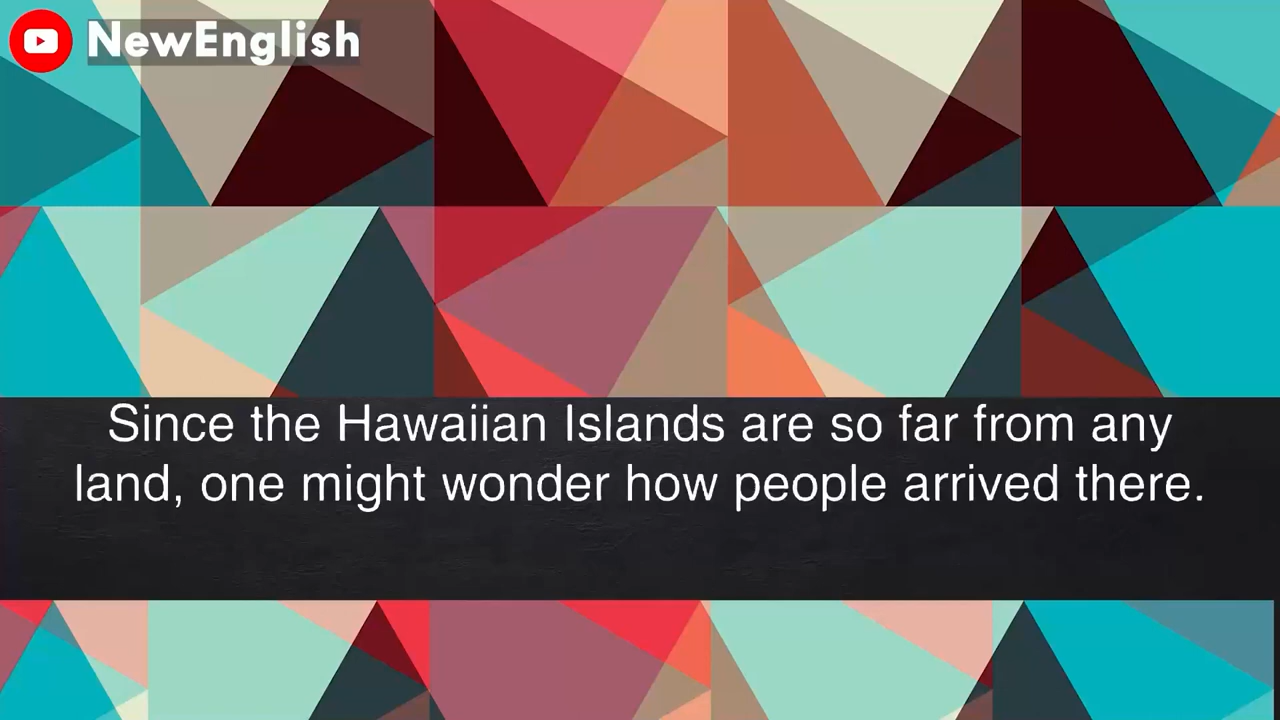 NewEnglish
Since the Hawaiian Islands are so far from any
land, one might wonder how people arrived there.